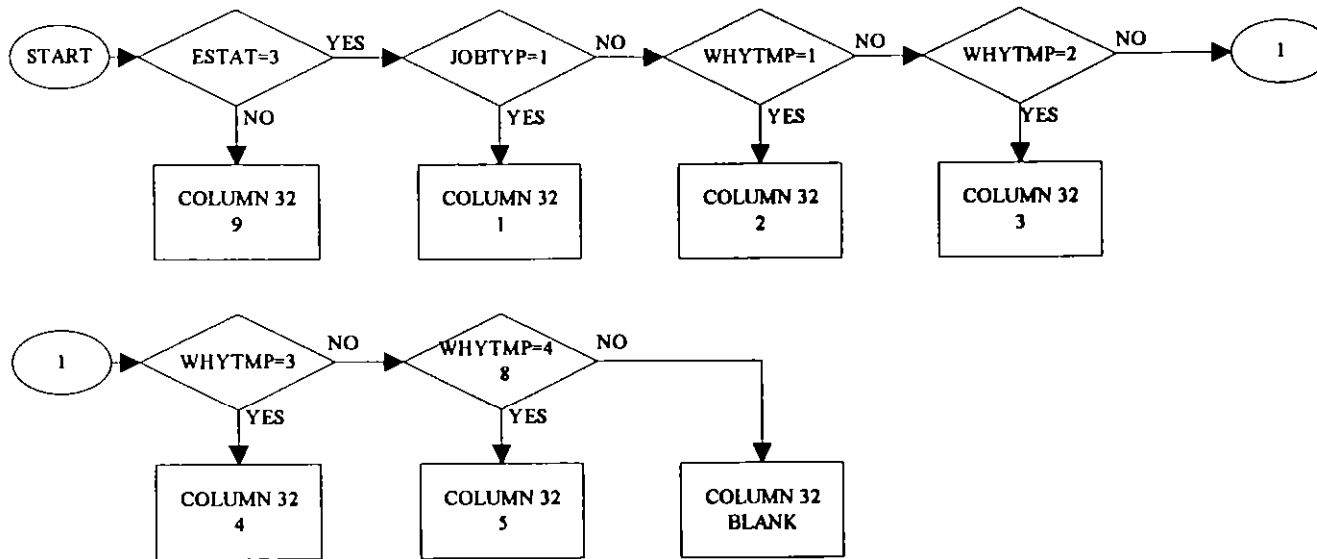 START
ESTAT=3
YES
JOBTYP=1
NO
WHYTMP=1
NO
WHYTMP=2
NO
1
NO
YES
YES
YES
COLUMN 32
9
COLUMN 32
1
COLUMN 32
2
COLUMN 32
3
1
WHYTMP=3
NO
WHYTMP=4
8
NO
YES
YES
COLUMN 32
4
COLUMN 32
5
COLUMN 32
BLANK